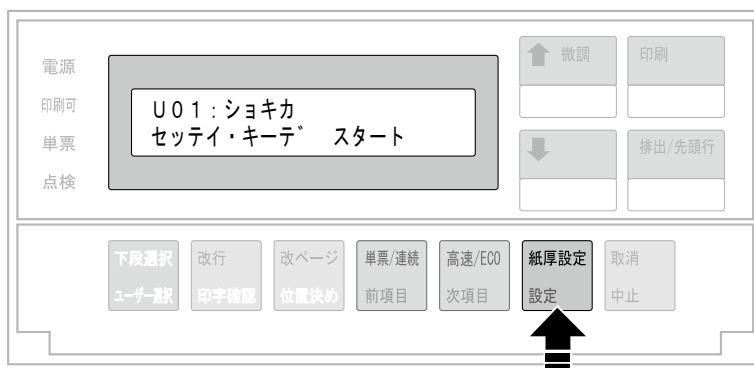 電源
印刷可
単票
点検
U01:ショキカ
セッテイ・キーデ゛ スタート
微調
印刷
排出/先頭行
下段選択
ユーザー選択
改行
印字確認
改ページ
位置決め
単票/連続
前項目
高速/ECO
次項目
紙厚設定
設定
取消
中止